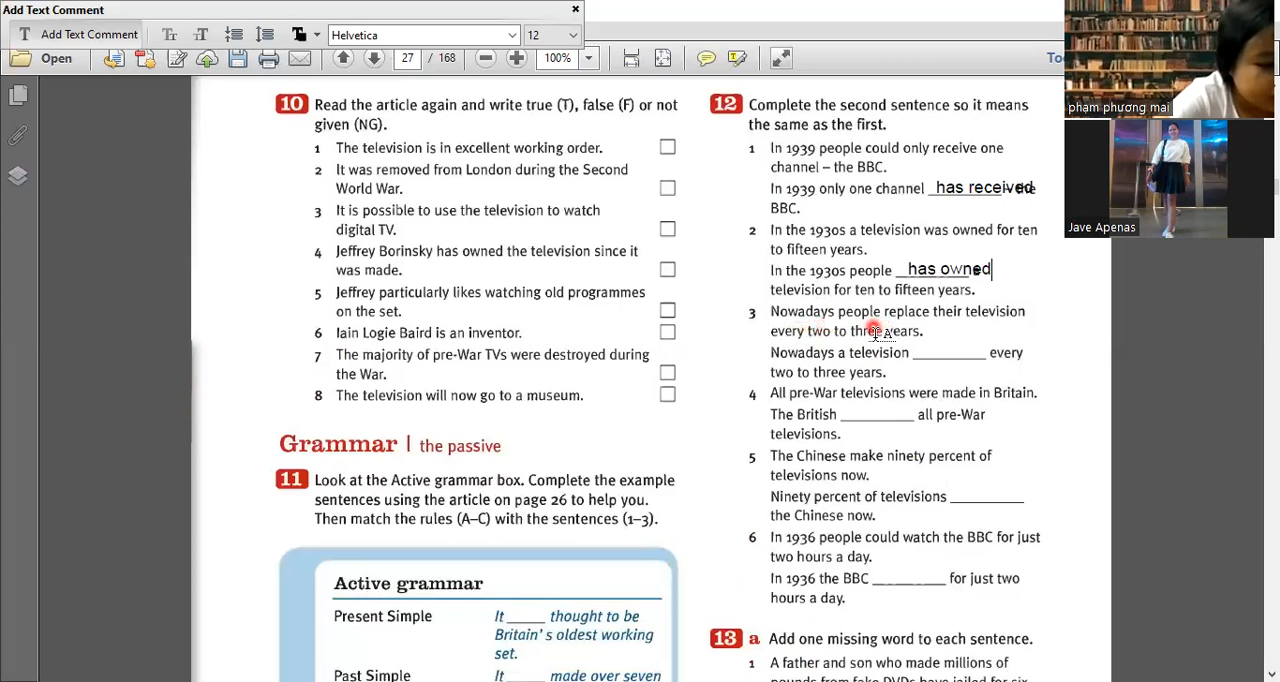 Add Text Comment
Add Text Comment
Helvetica
12
Open
27 / 168
100%
phạm phương mai
Jave Apenas
10 Read the article again and write true (T), false (F) or not
given (NG).
1 The television is in excellent working order.
2 It was removed from London during the Second
World War.
3 It is possible to use the television to watch
digital TV.
4 Jeffrey Borinsky has owned the television since it
was made.
5 Jeffrey particularly likes watching old programmes
on the set.
6 Iain Logie Baird is an inventor.
7 The majority of pre-War TVs were destroyed during
the War.
8 The television will now go to a museum.
Grammar | the passive
11 Look at the Active grammar box. Complete the example
sentences using the article on page 26 to help you.
Then match the rules (A–C) with the sentences (1–3).
Active grammar
Present Simple It _____ thought to be
Britain's oldest working
set.
Past Simple It _____ made over seven
12 Complete the second sentence so it means
the same as the first.
1 In 1939 people could only receive one
channel – the BBC.
In 1939 only one channel has received – the
BBC.
2 In the 1930s a television was owned for ten
to fifteen years.
In the 1930s people has owned
television for ten to fifteen years.
3 Nowadays people replace their television
every two to three years.
Nowadays a television __________ every
two to three years.
4 All pre-War televisions were made in Britain.
The British __________ all pre-War
televisions.
5 The Chinese make ninety percent of
televisions now.
Ninety percent of televisions __________
the Chinese now.
6 In 1936 people could watch the BBC for just
two hours a day.
In 1936 the BBC __________ for just two
hours a day.
13 a Add one missing word to each sentence.
1 A father and son who made millions of
pounds from fake DVDs have jailed for six